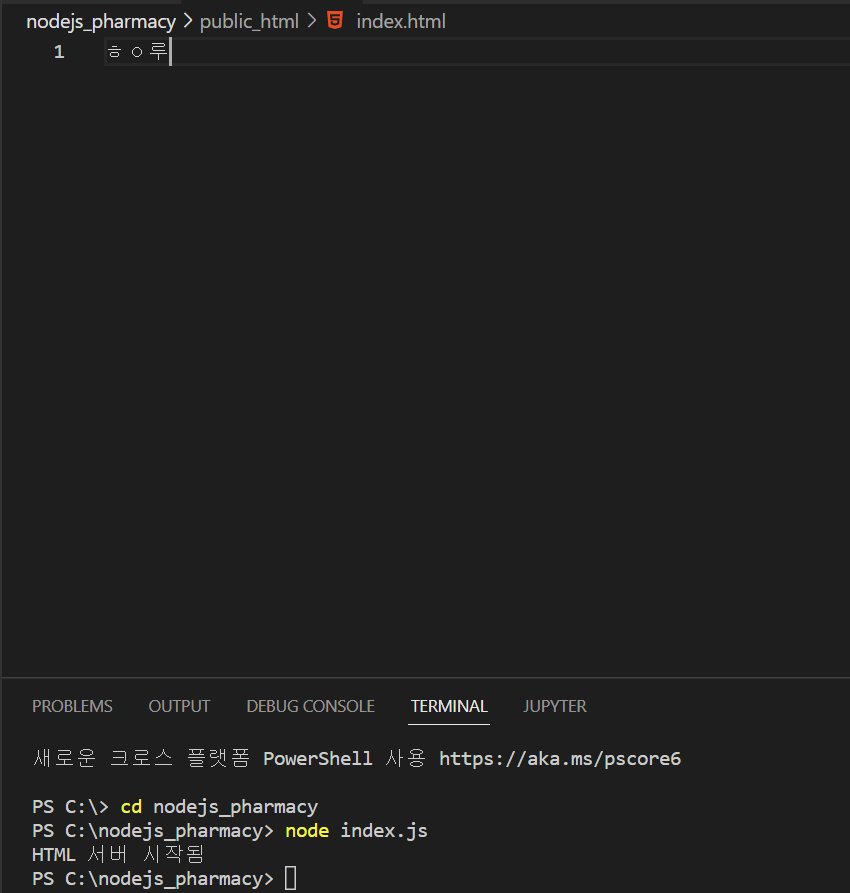 nodejs_pharmacy > public_html > index.html
1 ㅎㅇ루
PROBLEMS OUTPUT DEBUG CONSOLE TERMINAL JUPYTER
새로운 크로스 플랫폼 PowerShell 사용 https://aka.ms/pscore6
PS C:\> cd nodejs_pharmacy
PS C:\nodejs_pharmacy> node index.js
HTML 서버 시작됨
PS C:\nodejs_pharmacy>